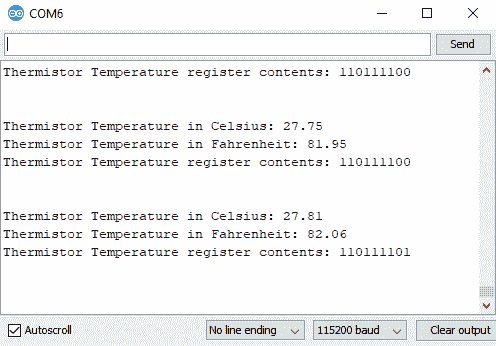 COM6
Send
Thermistor Temperature register contents: 110111100
Thermistor Temperature in Celsius: 27.75
Thermistor Temperature in Fahrenheit: 81.95
Thermistor Temperature register contents: 110111100
Thermistor Temperature in Celsius: 27.81
Thermistor Temperature in Fahrenheit: 82.06
Thermistor Temperature register contents: 110111101
Autoscroll No line ending 115200 baud Clear output